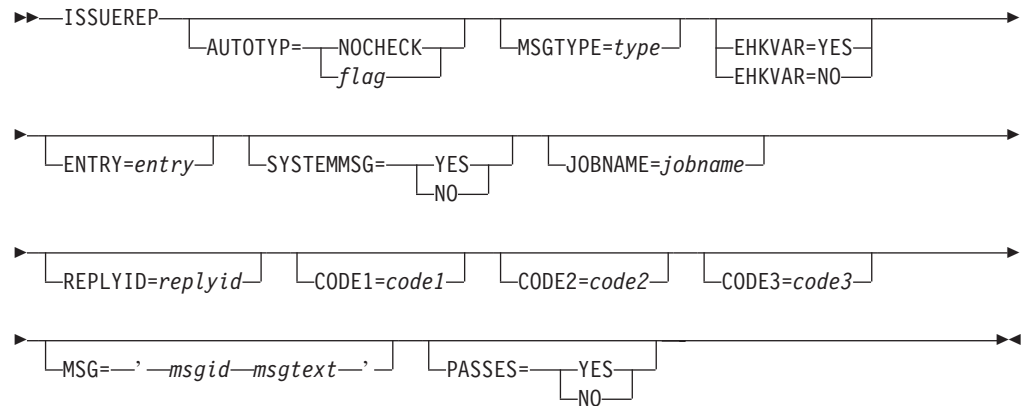 ISSUEREP
AUTOTYP= NOCHECK MSGTYPE=type EHKVAR=YES
flag EHKVAR=NO
ENTRY=entry SYSTEMMSG= YES JOBNAME=jobname
NO
REPLYID=replyid CODE1=code1 CODE2=code2 CODE3=code3
MSG= ’ msgid msgtext ’ PASSES= YES
NO